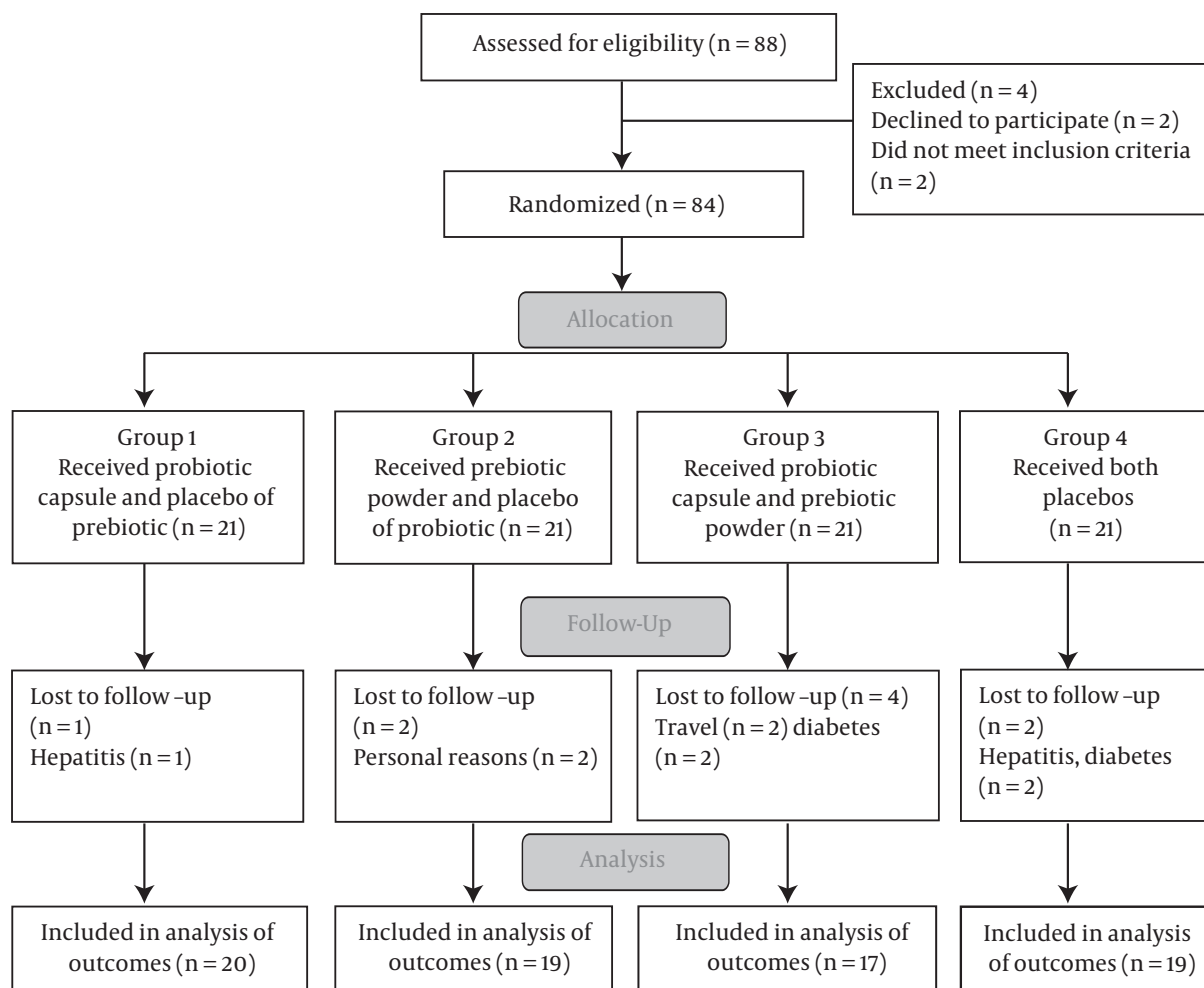 Assessed for eligibility (n = 88)
Excluded (n = 4)
Declined to participate (n = 2)
Did not meet inclusion criteria
(n = 2)
Randomized (n = 84)
Allocation
Group 1
Received probiotic
capsule and placebo of
prebiotic (n = 21)
Group 2
Received prebiotic
powder and placebo
of probiotic (n = 21)
Group 3
Received probiotic
capsule and prebiotic
powder (n = 21)
Group 4
Received both
placebos
(n = 21)
Follow-Up
Lost to follow -up
(n = 1)
Hepatitis (n = 1)
Lost to follow -up
(n = 2)
Personal reasons (n = 2)
Lost to follow -up (n = 4)
Travel (n = 2) diabetes
(n = 2)
Lost to follow -up
(n = 2)
Hepatitis, diabetes
(n = 2)
Analysis
Included in analysis of
outcomes (n = 20)
Included in analysis of
outcomes (n = 19)
Included in analysis of
outcomes (n = 17)
Included in analysis
of outcomes (n = 19)